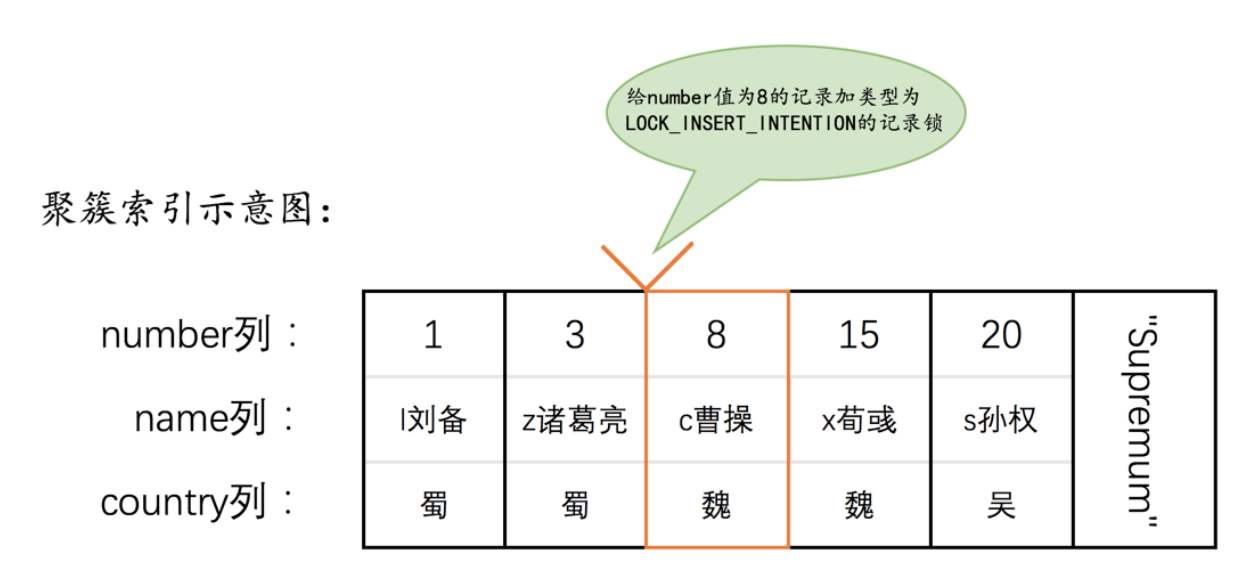 给number值为8的记录加类型为
LOCK_INSERT_INTENTION的记录锁
聚簇索引示意图：
number列： 1 3 8 15 20 "Supremum"
name列： l刘备 z诸葛亮 c曹操 x荀彧 s孙权
country列： 蜀 蜀 魏 魏 吴